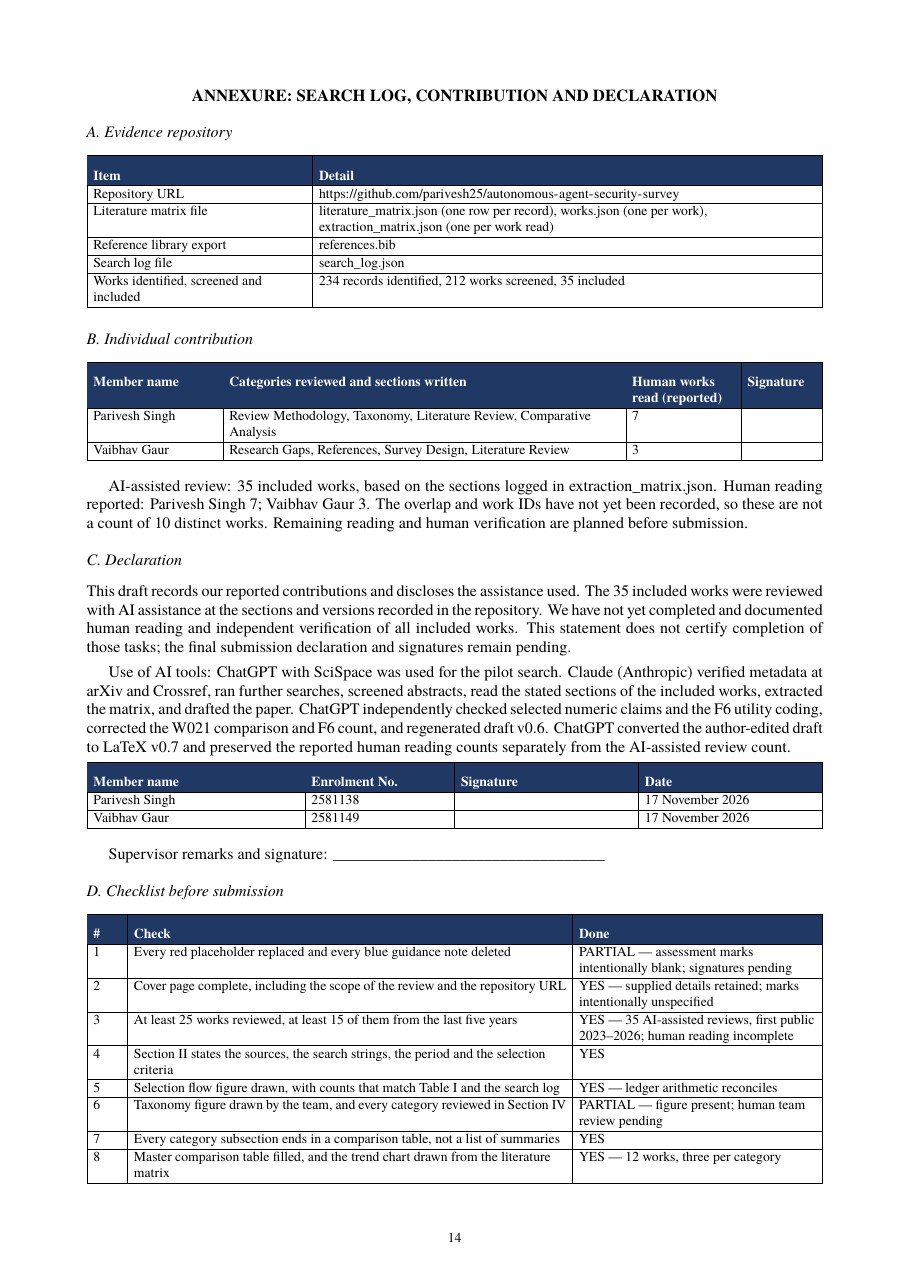 ANNEXURE: SEARCH LOG, CONTRIBUTION AND DECLARATION
A. Evidence repository
Item Detail
Repository URL https://github.com/parivesh25/autonomous-agent-security-survey
Literature matrix file literature_matrix.json (one row per record), works.json (one per work),
extraction_matrix.json (one per work read)
Reference library export references.bib
Search log file search_log.json
Works identified, screened and 234 records identified, 212 works screened, 35 included
included
B. Individual contribution
Member name Categories reviewed and sections written Human works Signature
read (reported)
Parivesh Singh Review Methodology, Taxonomy, Literature Review, Comparative 7
Analysis
Vaibhav Gaur Research Gaps, References, Survey Design, Literature Review 3
AI-assisted review: 35 included works, based on the sections logged in extraction_matrix.json. Human reading
reported: Parivesh Singh 7; Vaibhav Gaur 3. The overlap and work IDs have not yet been recorded, so these are not
a count of 10 distinct works. Remaining reading and human verification are planned before submission.
C. Declaration
This draft records our reported contributions and discloses the assistance used. The 35 included works were reviewed
with AI assistance at the sections and versions recorded in the repository. We have not yet completed and documented
human reading and independent verification of all included works. This statement does not certify completion of
those tasks; the final submission declaration and signatures remain pending.
Use of AI tools: ChatGPT with SciSpace was used for the pilot search. Claude (Anthropic) verified metadata at
arXiv and Crossref, ran further searches, screened abstracts, read the stated sections of the included works, extracted
the matrix, and drafted the paper. ChatGPT independently checked selected numeric claims and the F6 utility coding,
corrected the W021 comparison and F6 count, and regenerated draft v0.6. ChatGPT converted the author-edited draft
to LaTeX v0.7 and preserved the reported human reading counts separately from the AI-assisted review count.
Member name Enrolment No. Signature Date
Parivesh Singh 2581138 17 November 2026
Vaibhav Gaur 2581149 17 November 2026
Supervisor remarks and signature: ___________________________________
D. Checklist before submission
# Check Done
1 Every red placeholder replaced and every blue guidance note deleted PARTIAL — assessment marks
intentionally blank; signatures pending
2 Cover page complete, including the scope of the review and the repository URL YES — supplied details retained; marks
intentionally unspecified
3 At least 25 works reviewed, at least 15 of them from the last five years YES — 35 AI-assisted reviews, first public
2023–2026; human reading incomplete
4 Section II states the sources, the search strings, the period and the selection YES
criteria
5 Selection flow figure drawn, with counts that match Table I and the search log YES — ledger arithmetic reconciles
6 Taxonomy figure drawn by the team, and every category reviewed in Section IV PARTIAL — figure present; human team
review pending
7 Every category subsection ends in a comparison table, not a list of summaries YES
8 Master comparison table filled, and the trend chart drawn from the literature YES — 12 works, three per category
matrix
14